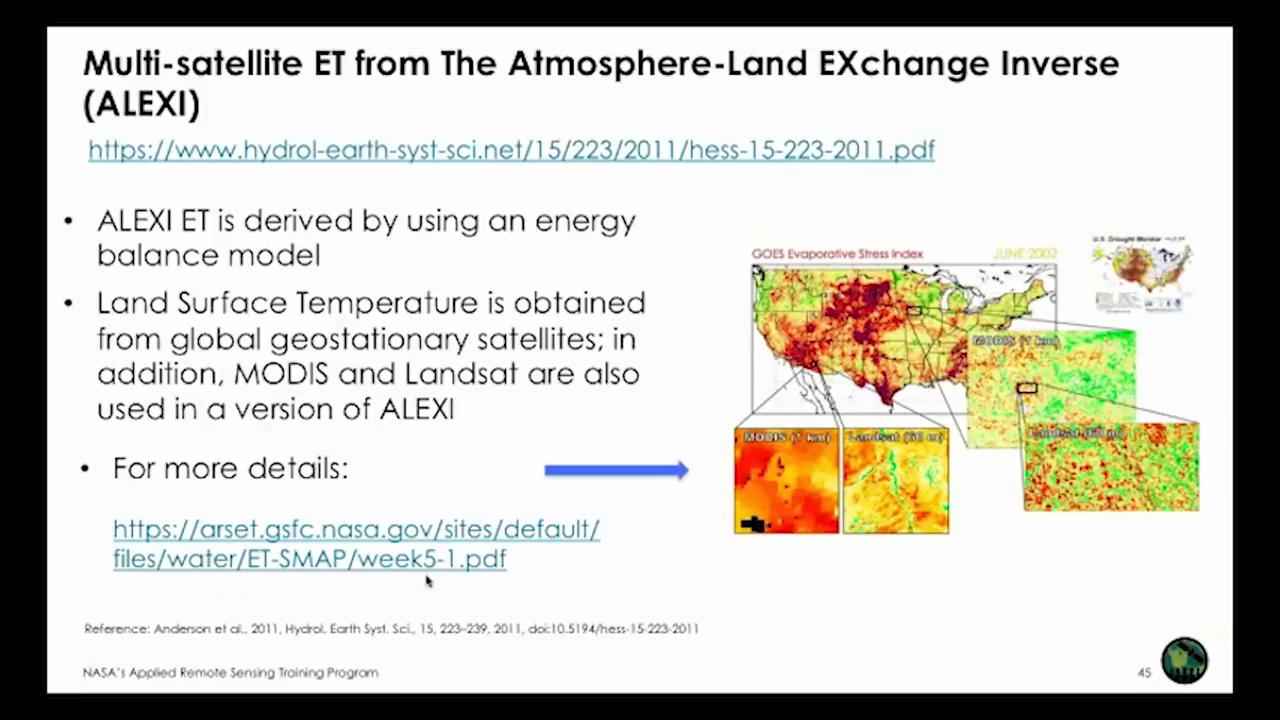 Multi-satellite ET from The Atmosphere-Land EXchange Inverse
(ALEXI)
https://www.hydrol-earth-syst-sci.net/15/223/2011/hess-15-223-2011.pdf
• ALEXI ET is derived by using an energy
balance model
• Land Surface Temperature is obtained
from global geostationary satellites; in
addition, MODIS and Landsat are also
used in a version of ALEXI
• For more details:
https://arset.gsfc.nasa.gov/sites/default/
files/water/ET-SMAP/week5-1.pdf
GOES Evaporative Stress Index
JUNE 2002
U.S. Drought Monitor
MODIS (1 km)
Landsat (60 m)
MODIS (1 km)
Landsat (60 m)
Reference: Anderson et al., 2011, Hydrol. Earth Syst. Sci., 15, 223–239, 2011, doi:10.5194/hess-15-223-2011
NASA's Applied Remote Sensing Training Program
45